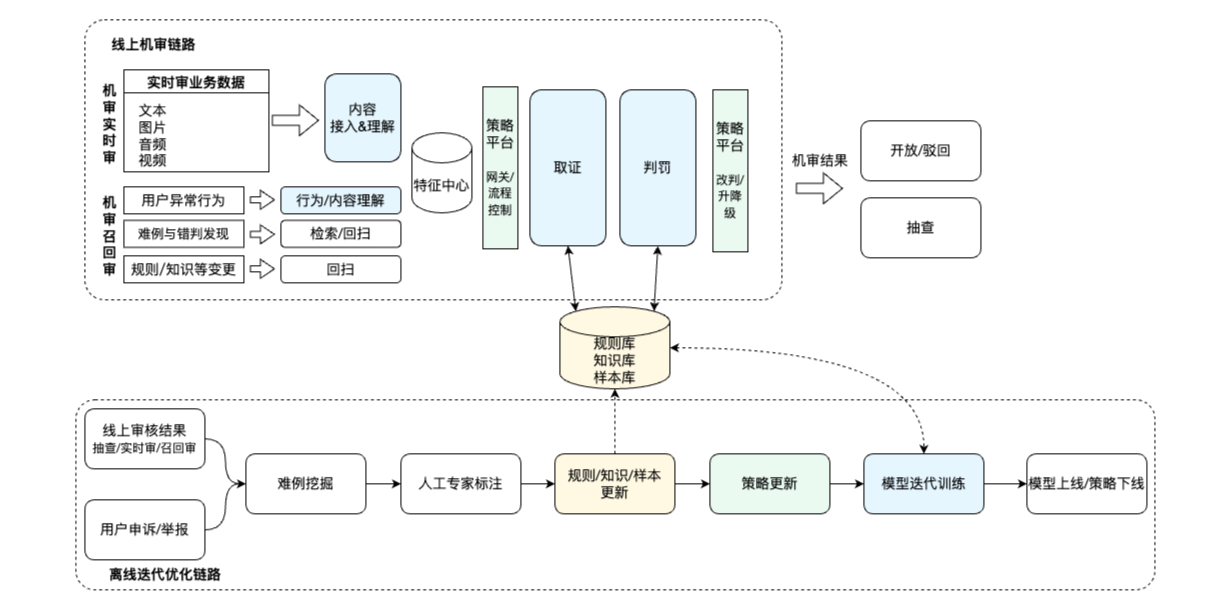 线上机审链路
机审实时审
实时审业务数据
文本
图片
音频
视频
内容
接入&理解
机审召回审
用户异常行为
行为/内容理解
难例与错判发现
检索/回扫
规则/知识等变更
回扫
特征中心
策略
平台
网关/
流程
控制
取证
判罚
策略
平台
改判/
升降
级
机审结果
开放/驳回
抽查
规则库
知识库
样本库
线上审核结果
抽查/实时审/召回审
用户申诉/举报
难例挖掘
人工专家标注
规则/知识/样本
更新
策略更新
模型迭代训练
模型上线/策略下线
离线迭代优化链路